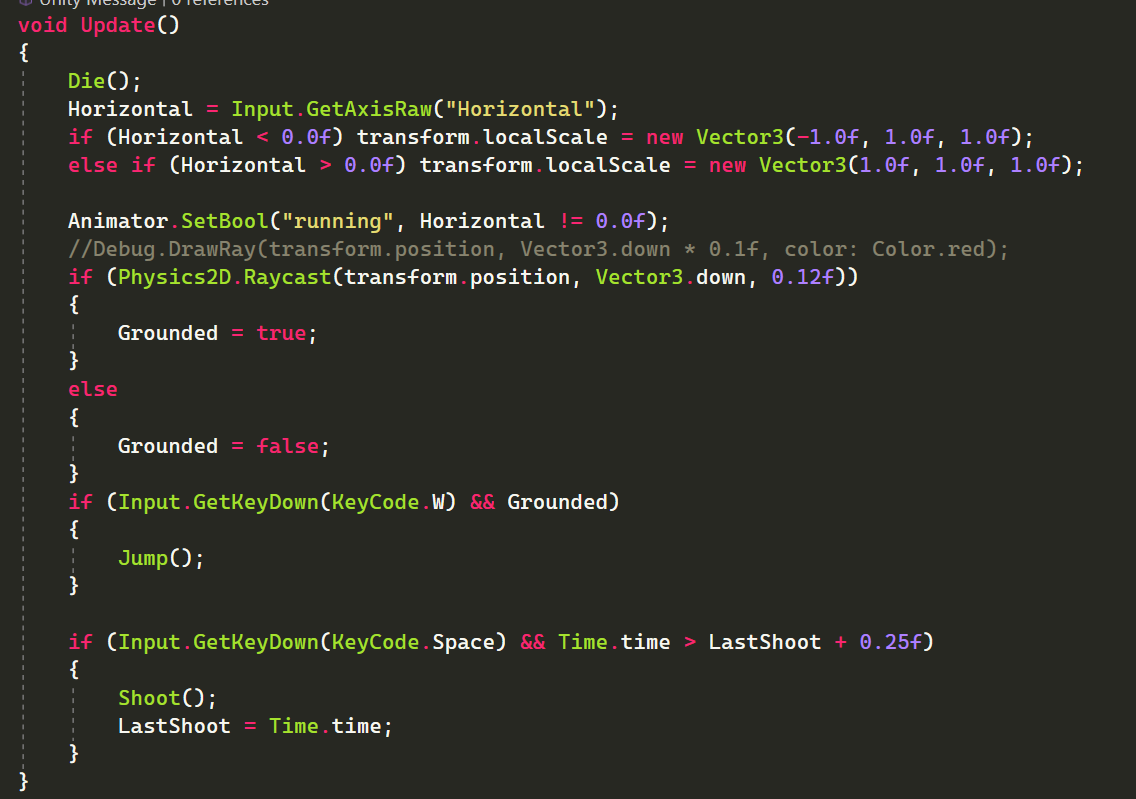 Unity Message | 0 references
void Update()
{
    Die();
    Horizontal = Input.GetAxisRaw("Horizontal");
    if (Horizontal < 0.0f) transform.localScale = new Vector3(-1.0f, 1.0f, 1.0f);
    else if (Horizontal > 0.0f) transform.localScale = new Vector3(1.0f, 1.0f, 1.0f);

    Animator.SetBool("running", Horizontal != 0.0f);
    //Debug.DrawRay(transform.position, Vector3.down * 0.1f, color: Color.red);
    if (Physics2D.Raycast(transform.position, Vector3.down, 0.12f))
    {
        Grounded = true;
    }
    else
    {
        Grounded = false;
    }
    if (Input.GetKeyDown(KeyCode.W) && Grounded)
    {
        Jump();
    }

    if (Input.GetKeyDown(KeyCode.Space) && Time.time > LastShoot + 0.25f)
    {
        Shoot();
        LastShoot = Time.time;
    }
}